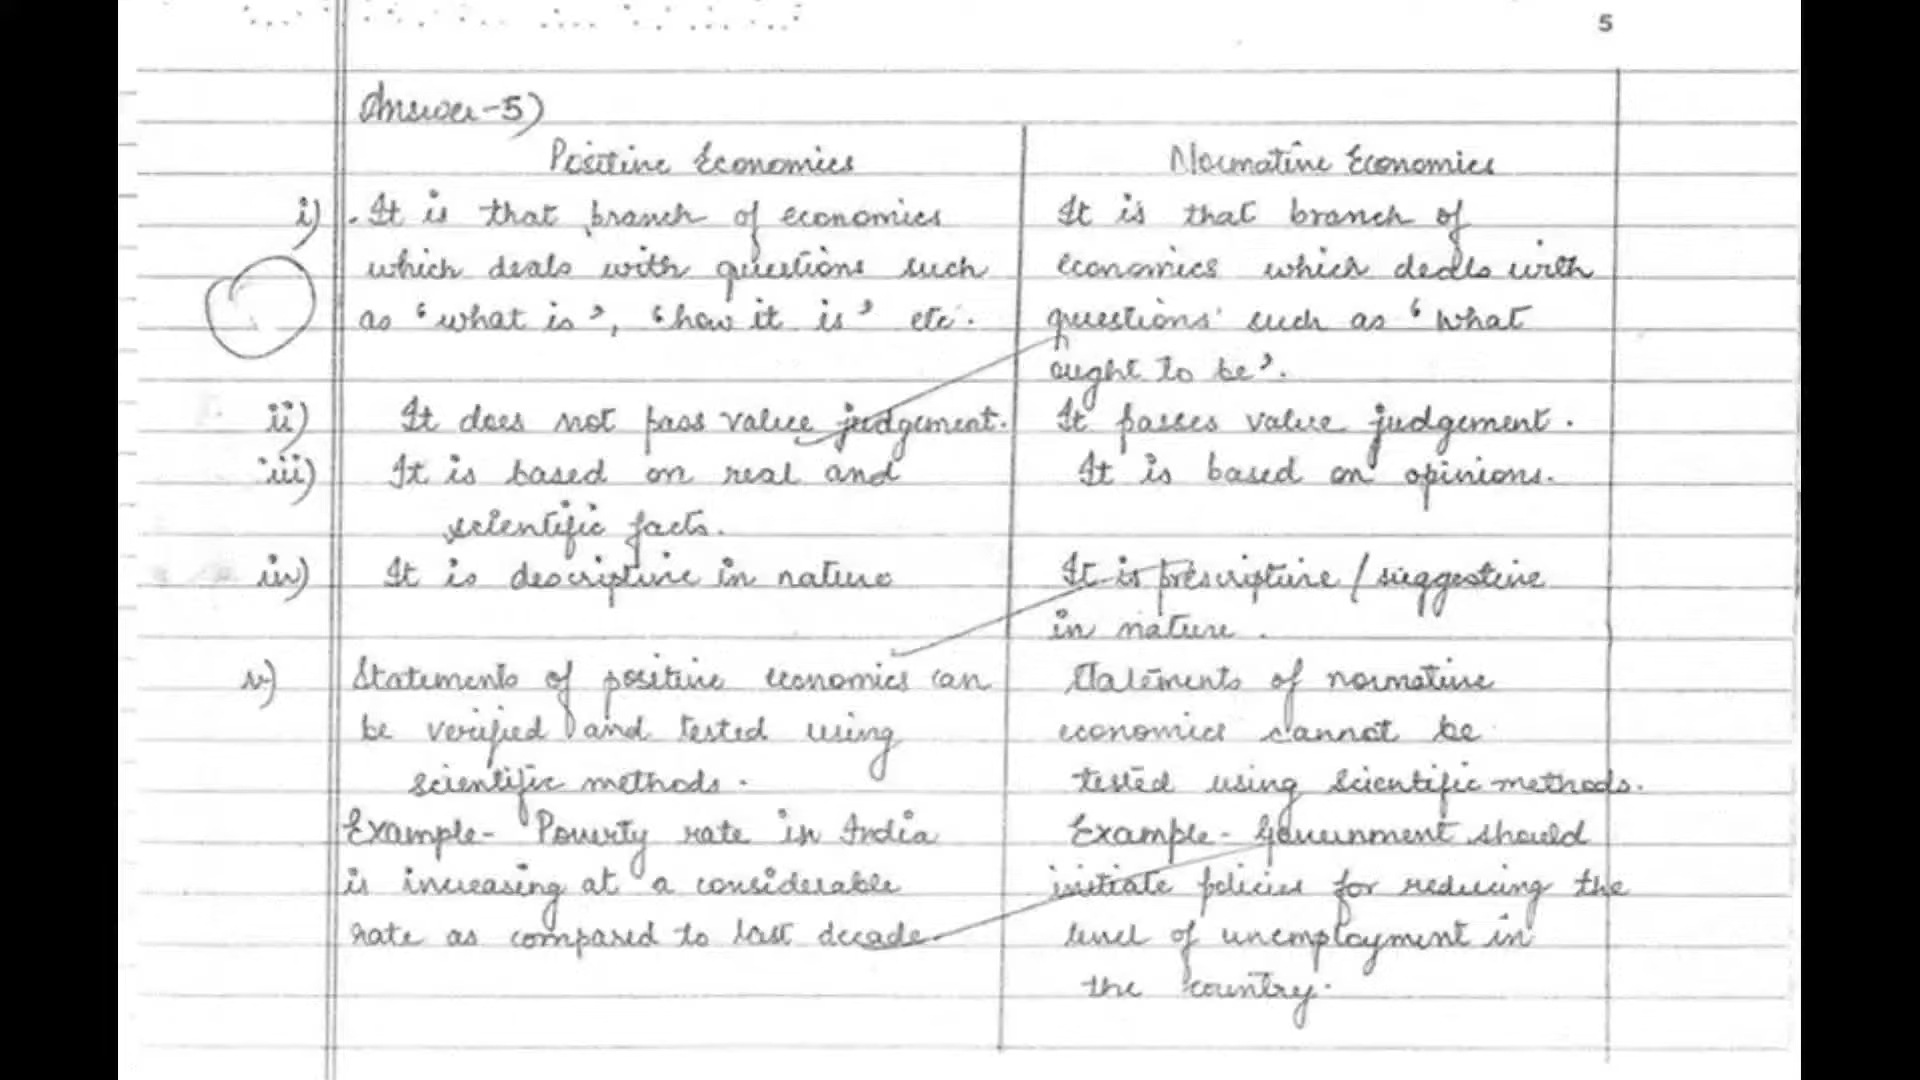 5
Answer-5)
Positive Economics
i) It is that branch of economics
which deals with questions such
as 'what is', 'how it is' etc.
ii) It does not pass value judgement.
iii) It is based on real and
scientific facts.
iv) It is descriptive in nature
v) Statements of positive economics can
be verified and tested using
scientific methods.
Example- Poverty rate in India
is increasing at a considerable
rate as compared to last decade.
Normative Economics
It is that branch of
economics which deals with
questions such as 'what
ought to be'.
It passes value judgement.
It is based on opinions.
It is prescriptive / suggestive
in nature.
Statements of normative
economics cannot be
tested using scientific methods.
Example- Government should
initiate policies for reducing the
level of unemployment in
the country.